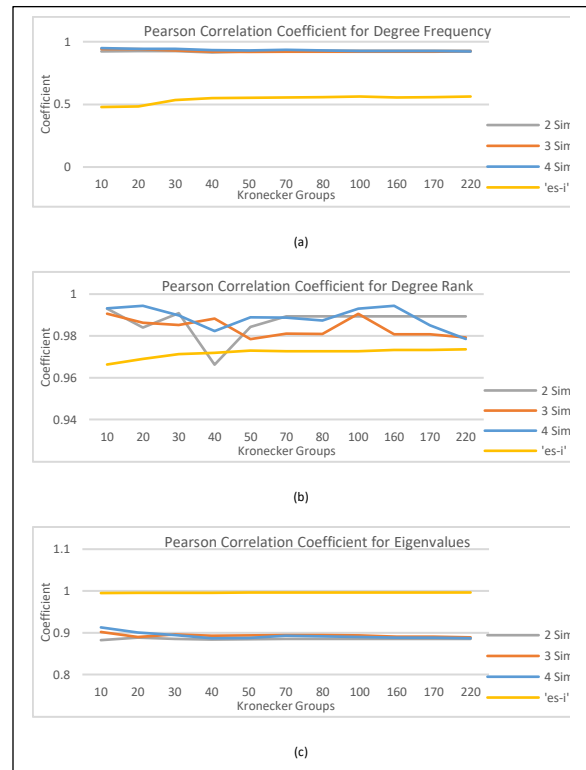 Pearson Correlation Coefficient for Degree Frequency
1
0.5
0
Coefficient
10 20 30 40 50 70 80 100 160 170 220
Kronecker Groups
2 Sim
3 Sim
4 Sim
'es-i'
(a)
Pearson Correlation Coefficient for Degree Rank
1
0.98
0.96
0.94
Coefficient
10 20 30 40 50 70 80 100 160 170 220
Kronecker Groups
2 Sim
3 Sim
4 Sim
'es-i'
(b)
Pearson Correlation Coefficient for Eigenvalues
1.1
1
0.9
0.8
Coefficient
10 20 30 40 50 70 80 100 160 170 220
Kronecker Groups
2 Sim
3 Sim
4 Sim
'es-i'
(c)